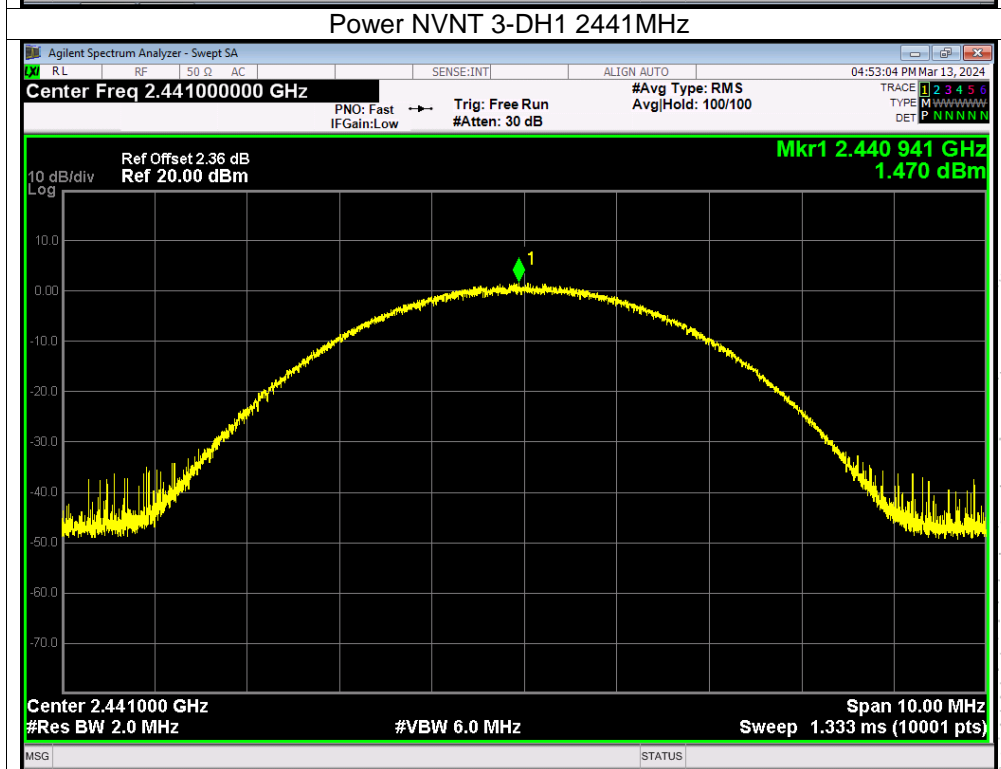 Power NVNT 3-DH1 2441MHz
Agilent Spectrum Analyzer - Swept SA
LXI RL RF 50 Ω AC SENSE:INT ALIGN AUTO 04:53:04 PM Mar 13, 2024
Center Freq 2.441000000 GHz #Avg Type: RMS TRACE 1 2 3 4 5 6
PNO: Fast Trig: Free Run Avg|Hold: 100/100 TYPE M WWWWW
IFGain:Low #Atten: 30 dB DET P N N N N N
Mkr1 2.440 941 GHz
Ref Offset 2.36 dB
10 dB/div Ref 20.00 dBm 1.470 dBm
Log
10.0
1
0.00
-10.0
-20.0
-30.0
-40.0
-50.0
-60.0
-70.0
Center 2.441000 GHz Span 10.00 MHz
#Res BW 2.0 MHz #VBW 6.0 MHz Sweep 1.333 ms (10001 pts)
MSG STATUS